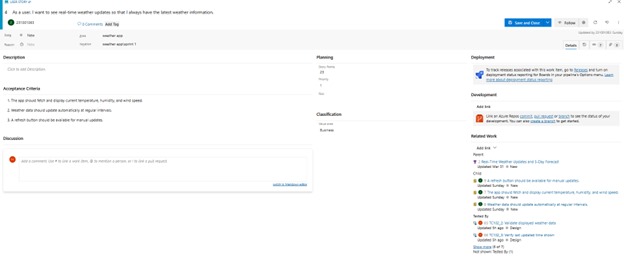 USER STORY 4
4 As a user, I want to see real-time weather updates so that I always have the latest weather information.
0 Comments Add Tag
Save and Close
Follow
State New
Area weather-app
Reason
Iteration weather-app\sprint 1
Details
Description
Click to add Description
Acceptance Criteria
1. The app should fetch and display current temperature, humidity, and wind speed.
2. Weather data should update automatically at regular intervals.
3. A refresh button should be available for manual updates.
Discussion
Add a comment. Use # to link a work item, @ to mention a person, or ! to link a pull request.
Switch to Markdown editor
Planning
Story Points
Priority
Risk
Classification
Value area
Business
Deployment
To track releases associated with this work item, go to Releases and turn on
deployment status reporting for Boards in your pipeline's Options menu. Learn
more about deployment status reporting
Development
Add link
Link an Azure Repos commit, pull request or branch to see the status of your
development. You can also create a branch to get started.
Related Work
Add link
Parent
2 Real-Time Weather Updates and 5-Day Forecast
Updated Mar 31 New
Child
A refresh button should be available for manual updates.
Updated Sunday New
The app should fetch and display current temperature, humidity, and wind speed.
Updated Sunday New
Weather data should update automatically at regular intervals.
Updated Sunday New
Tested By
Validate displayed weather data
Updated 5h ago Design
Verify last updated time shown
Updated 5h ago Design
Show more
Not shown: Tested By (1)